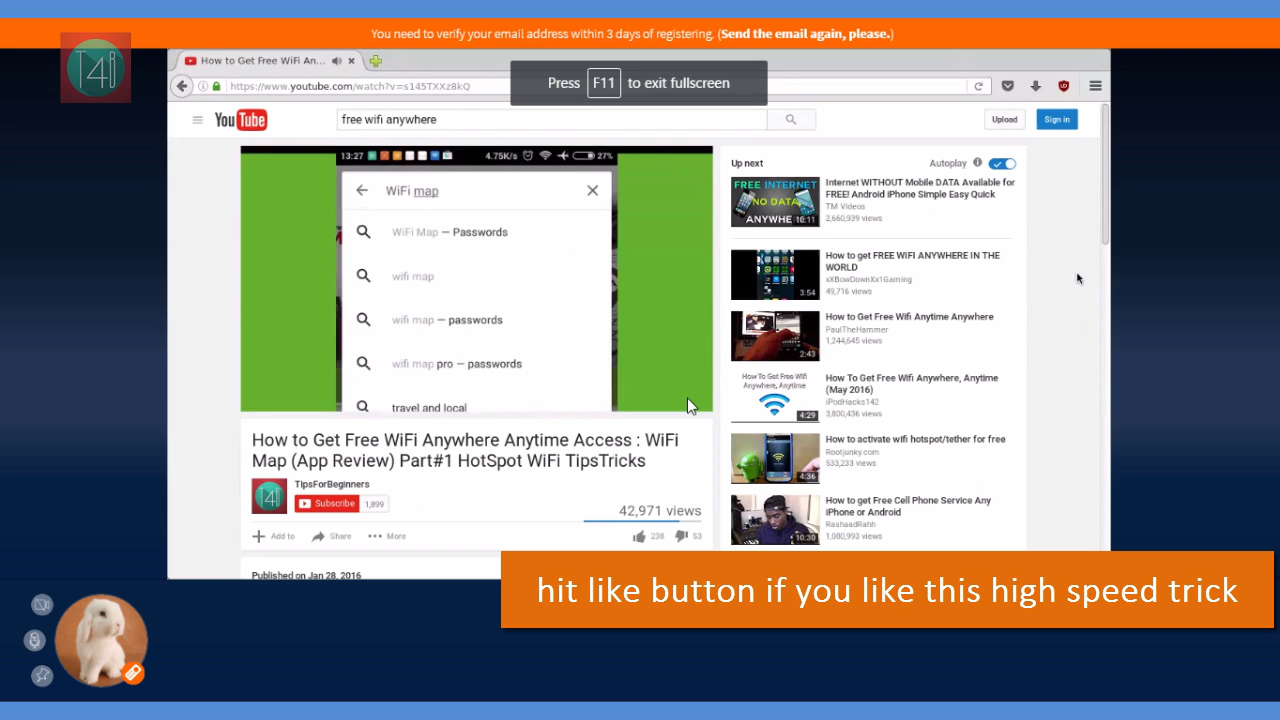 You need to verify your email address within 3 days of registering. (Send the email again, please.)
T4i
How to Get Free WiFi An...
https://www.youtube.com/watch?v=s145TXXz8kQ
Press F11 to exit fullscreen
YouTube
free wifi anywhere
Upload
Sign in
13:27
4.75K/s
27%
WiFi map
WiFi Map – Passwords
wifi map
wifi map – passwords
wifi map pro – passwords
travel and local
How to Get Free WiFi Anywhere Anytime Access : WiFi
Map (App Review) Part#1 HotSpot WiFi TipsTricks
T4i
TipsForBeginners
Subscribe
1,899
42,971 views
Add to
Share
More
238
53
Published on Jan 28, 2016
Up next
Autoplay
FREE INTERNET
NO DATA
ANYWHE
10:11
Internet WITHOUT Mobile DATA Available for
FREE! Android iPhone Simple Easy Quick
TM Videos
2,660,939 views
3:54
How to get FREE WIFI ANYWHERE IN THE
WORLD
xXBowDownXx1Gaming
49,716 views
2:43
How to Get Free Wifi Anytime Anywhere
PaulTheHammer
1,244,645 views
How To Get Free Wifi
Anywhere, Anytime
4:29
How To Get Free Wifi Anywhere, Anytime
(May 2016)
iPodHacks142
3,800,436 views
4:36
How to activate wifi hotspot/tether for free
Rootjunky.com
533,233 views
10:30
How to get Free Cell Phone Service Any
iPhone or Android
RashaadRahh
1,080,993 views
hit like button if you like this high speed trick